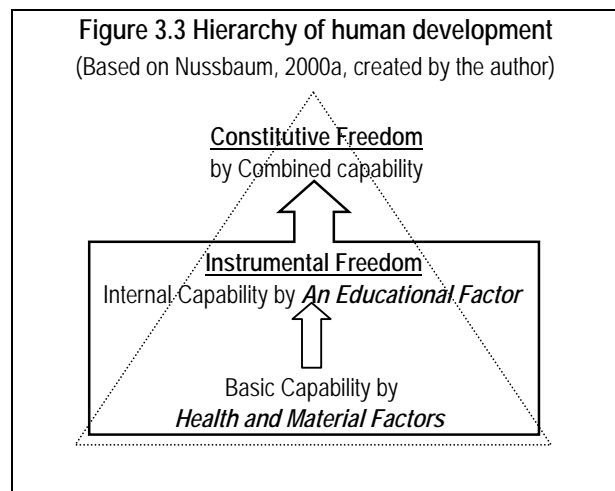 Figure 3.3 Hierarchy of human development
(Based on Nussbaum, 2000a, created by the author)
Constitutive Freedom
by Combined capability
Instrumental Freedom
Internal Capability by An Educational Factor
Basic Capability by
Health and Material Factors